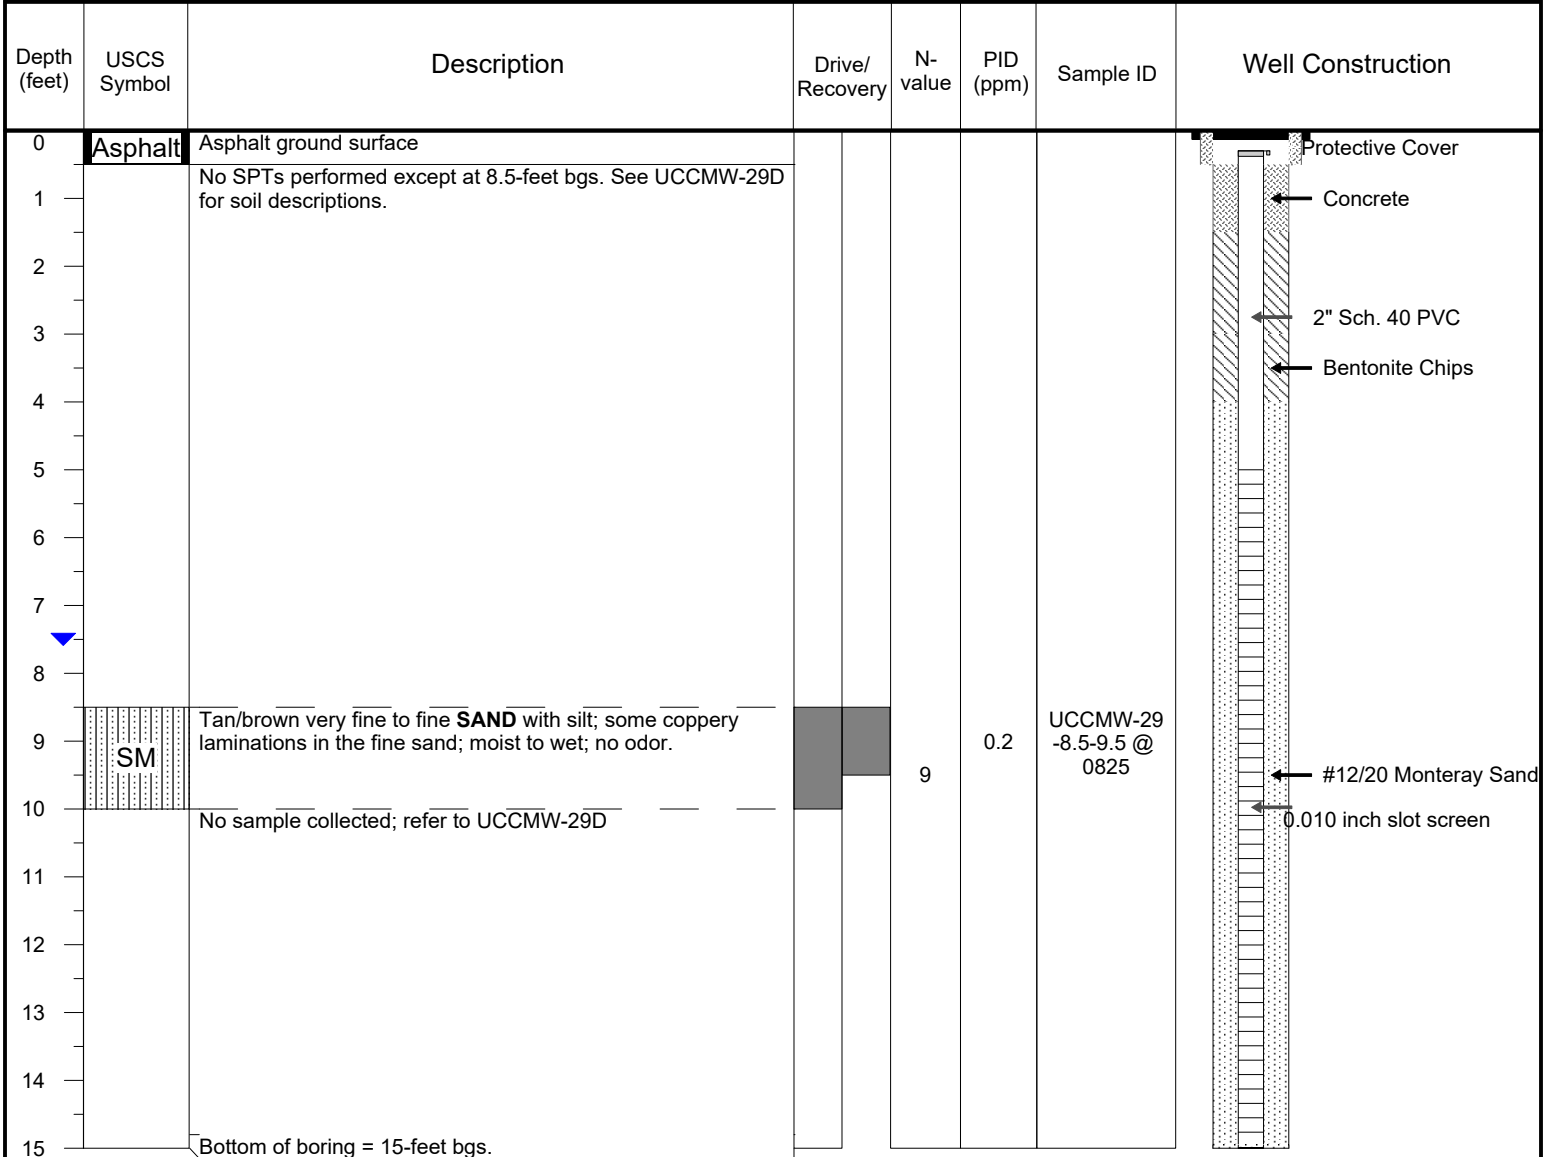 Depth
(feet)
USCS
Symbol
Description
Drive/
Recovery
N-
value
PID
(ppm)
Sample ID
Well Construction
0
Asphalt
Asphalt ground surface
Protective Cover
No SPTs performed except at 8.5-feet bgs. See UCCMW-29D
for soil descriptions.
1
Concrete
2
3
2" Sch. 40 PVC
Bentonite Chips
4
5
6
7
8
Tan/brown very fine to fine SAND with silt; some coppery
laminations in the fine sand; moist to wet; no odor.
9
SM
9
0.2
UCCMW-29
-8.5-9.5 @
0825
#12/20 Monteray Sand
10
No sample collected; refer to UCCMW-29D
0.010 inch slot screen
11
12
13
14
15
Bottom of boring = 15-feet bgs.